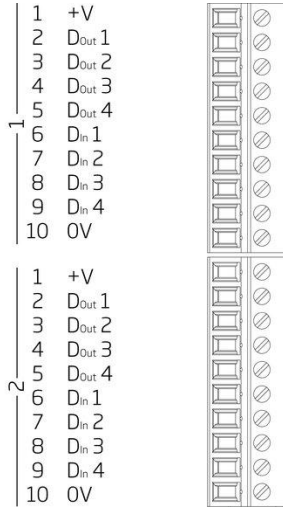 1
1 +V
2 DOut 1
3 DOut 2
4 DOut 3
5 DOut 4
6 DIn 1
7 DIn 2
8 DIn 3
9 DIn 4
10 0V
2
1 +V
2 DOut 1
3 DOut 2
4 DOut 3
5 DOut 4
6 DIn 1
7 DIn 2
8 DIn 3
9 DIn 4
10 0V